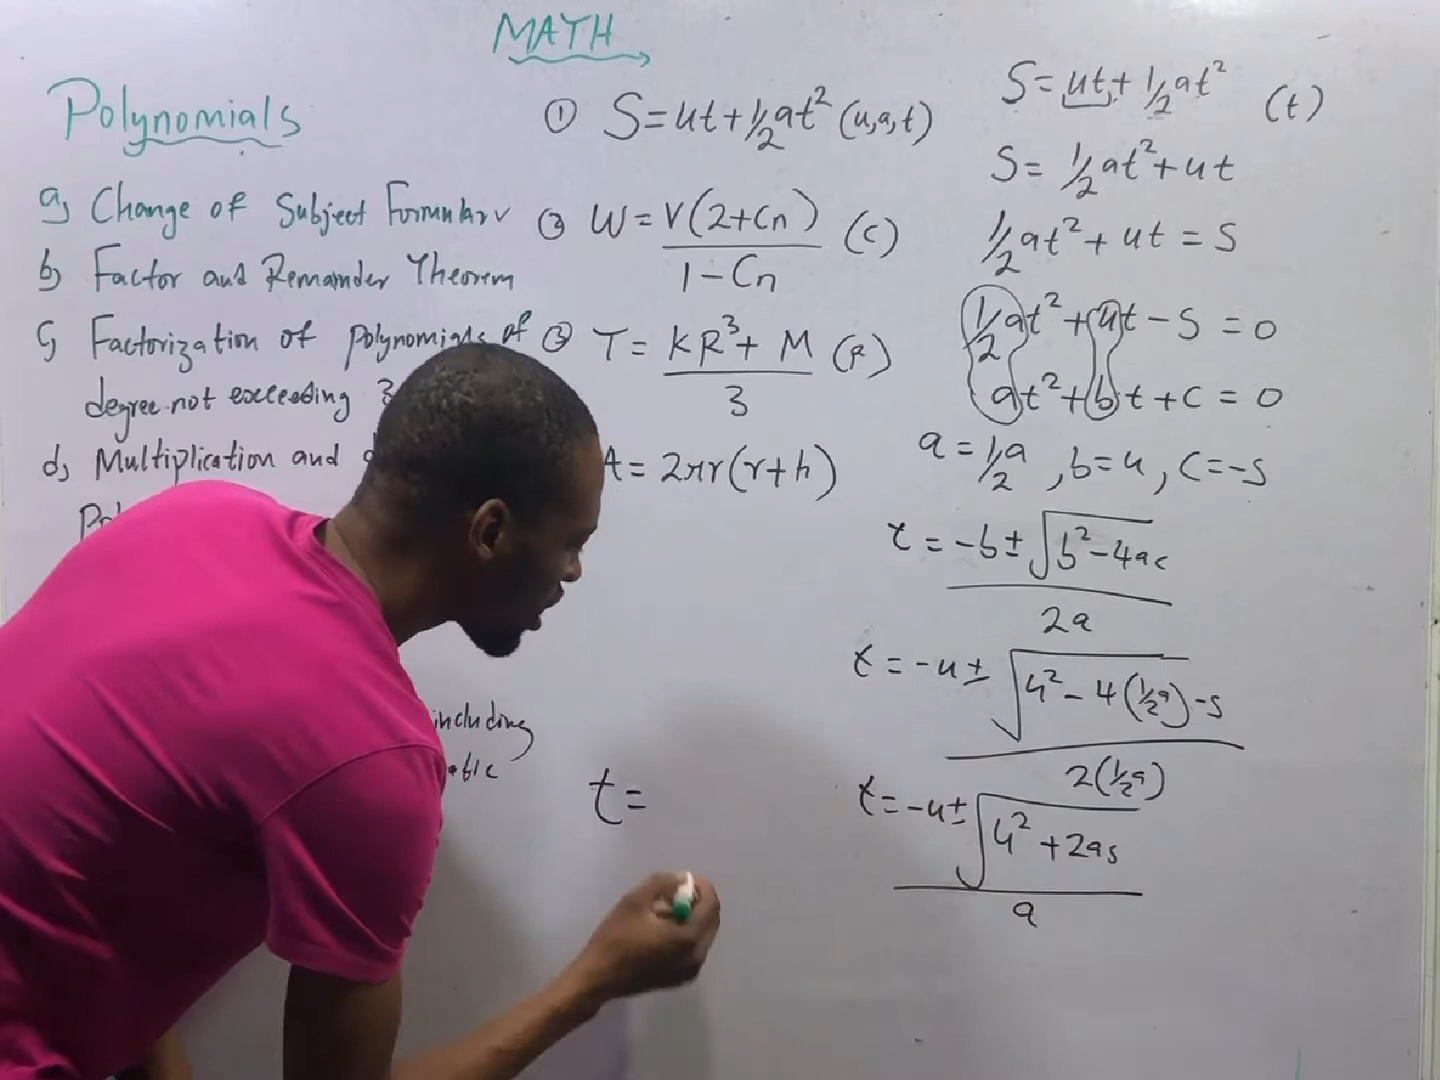 MATH
Polynomials
a) Change of Subject Formular ✓
b) Factor and Remainder Theorem
c) Factorization of polynomials of
degree not exceeding 3
d) Multiplication and
including
① S=ut+½at² (u,a,t)
② W = V(2+Cn) / 1-Cn (C)
③ T = KR³+M / 3 (R)
A = 2πr(r+h)
t =
S = ut + ½at² (t)
S = ½at² + ut
½at² + ut = S
½at² + ut - S = 0
at² + bt + c = 0
a = ½a, b = u, c = -s
t = -b ± √b² - 4ac / 2a
t = -u ± √u² - 4(½a) - s / 2(½a)
t = -u ± √u² + 2as / a